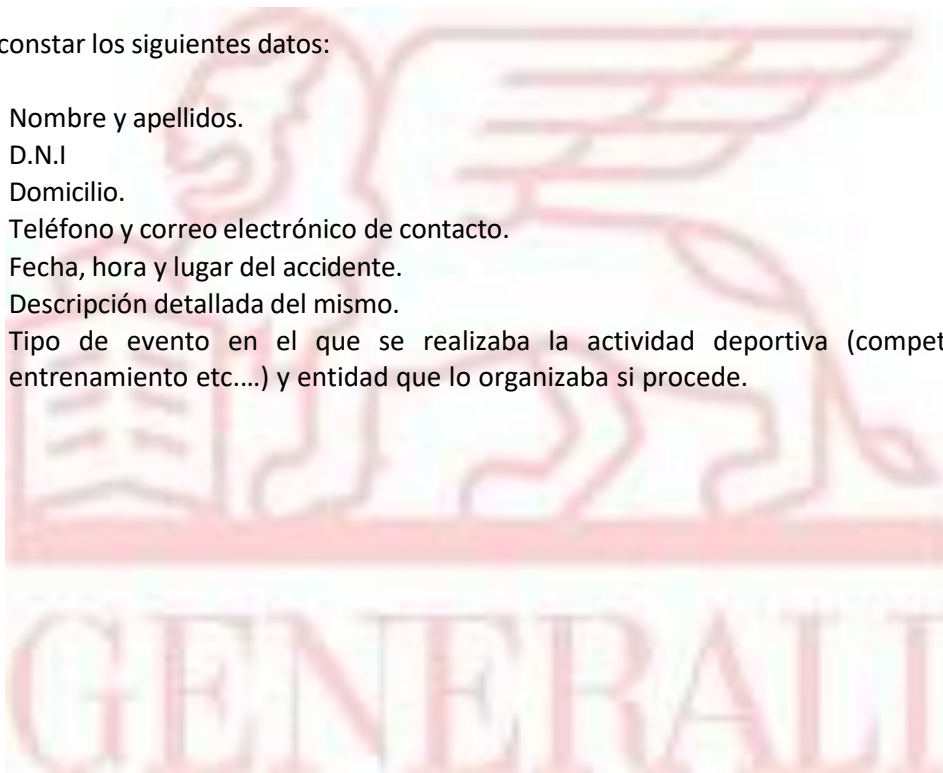 constar los siguientes datos:
Nombre y apellidos.
D.N.I
Domicilio.
Teléfono y correo electrónico de contacto.
Fecha, hora y lugar del accidente.
Descripción detallada del mismo.
Tipo de evento en el que se realizaba la actividad deportiva (compet
entrenamiento etc....) y entidad que lo organizaba si procede.
GENERALI